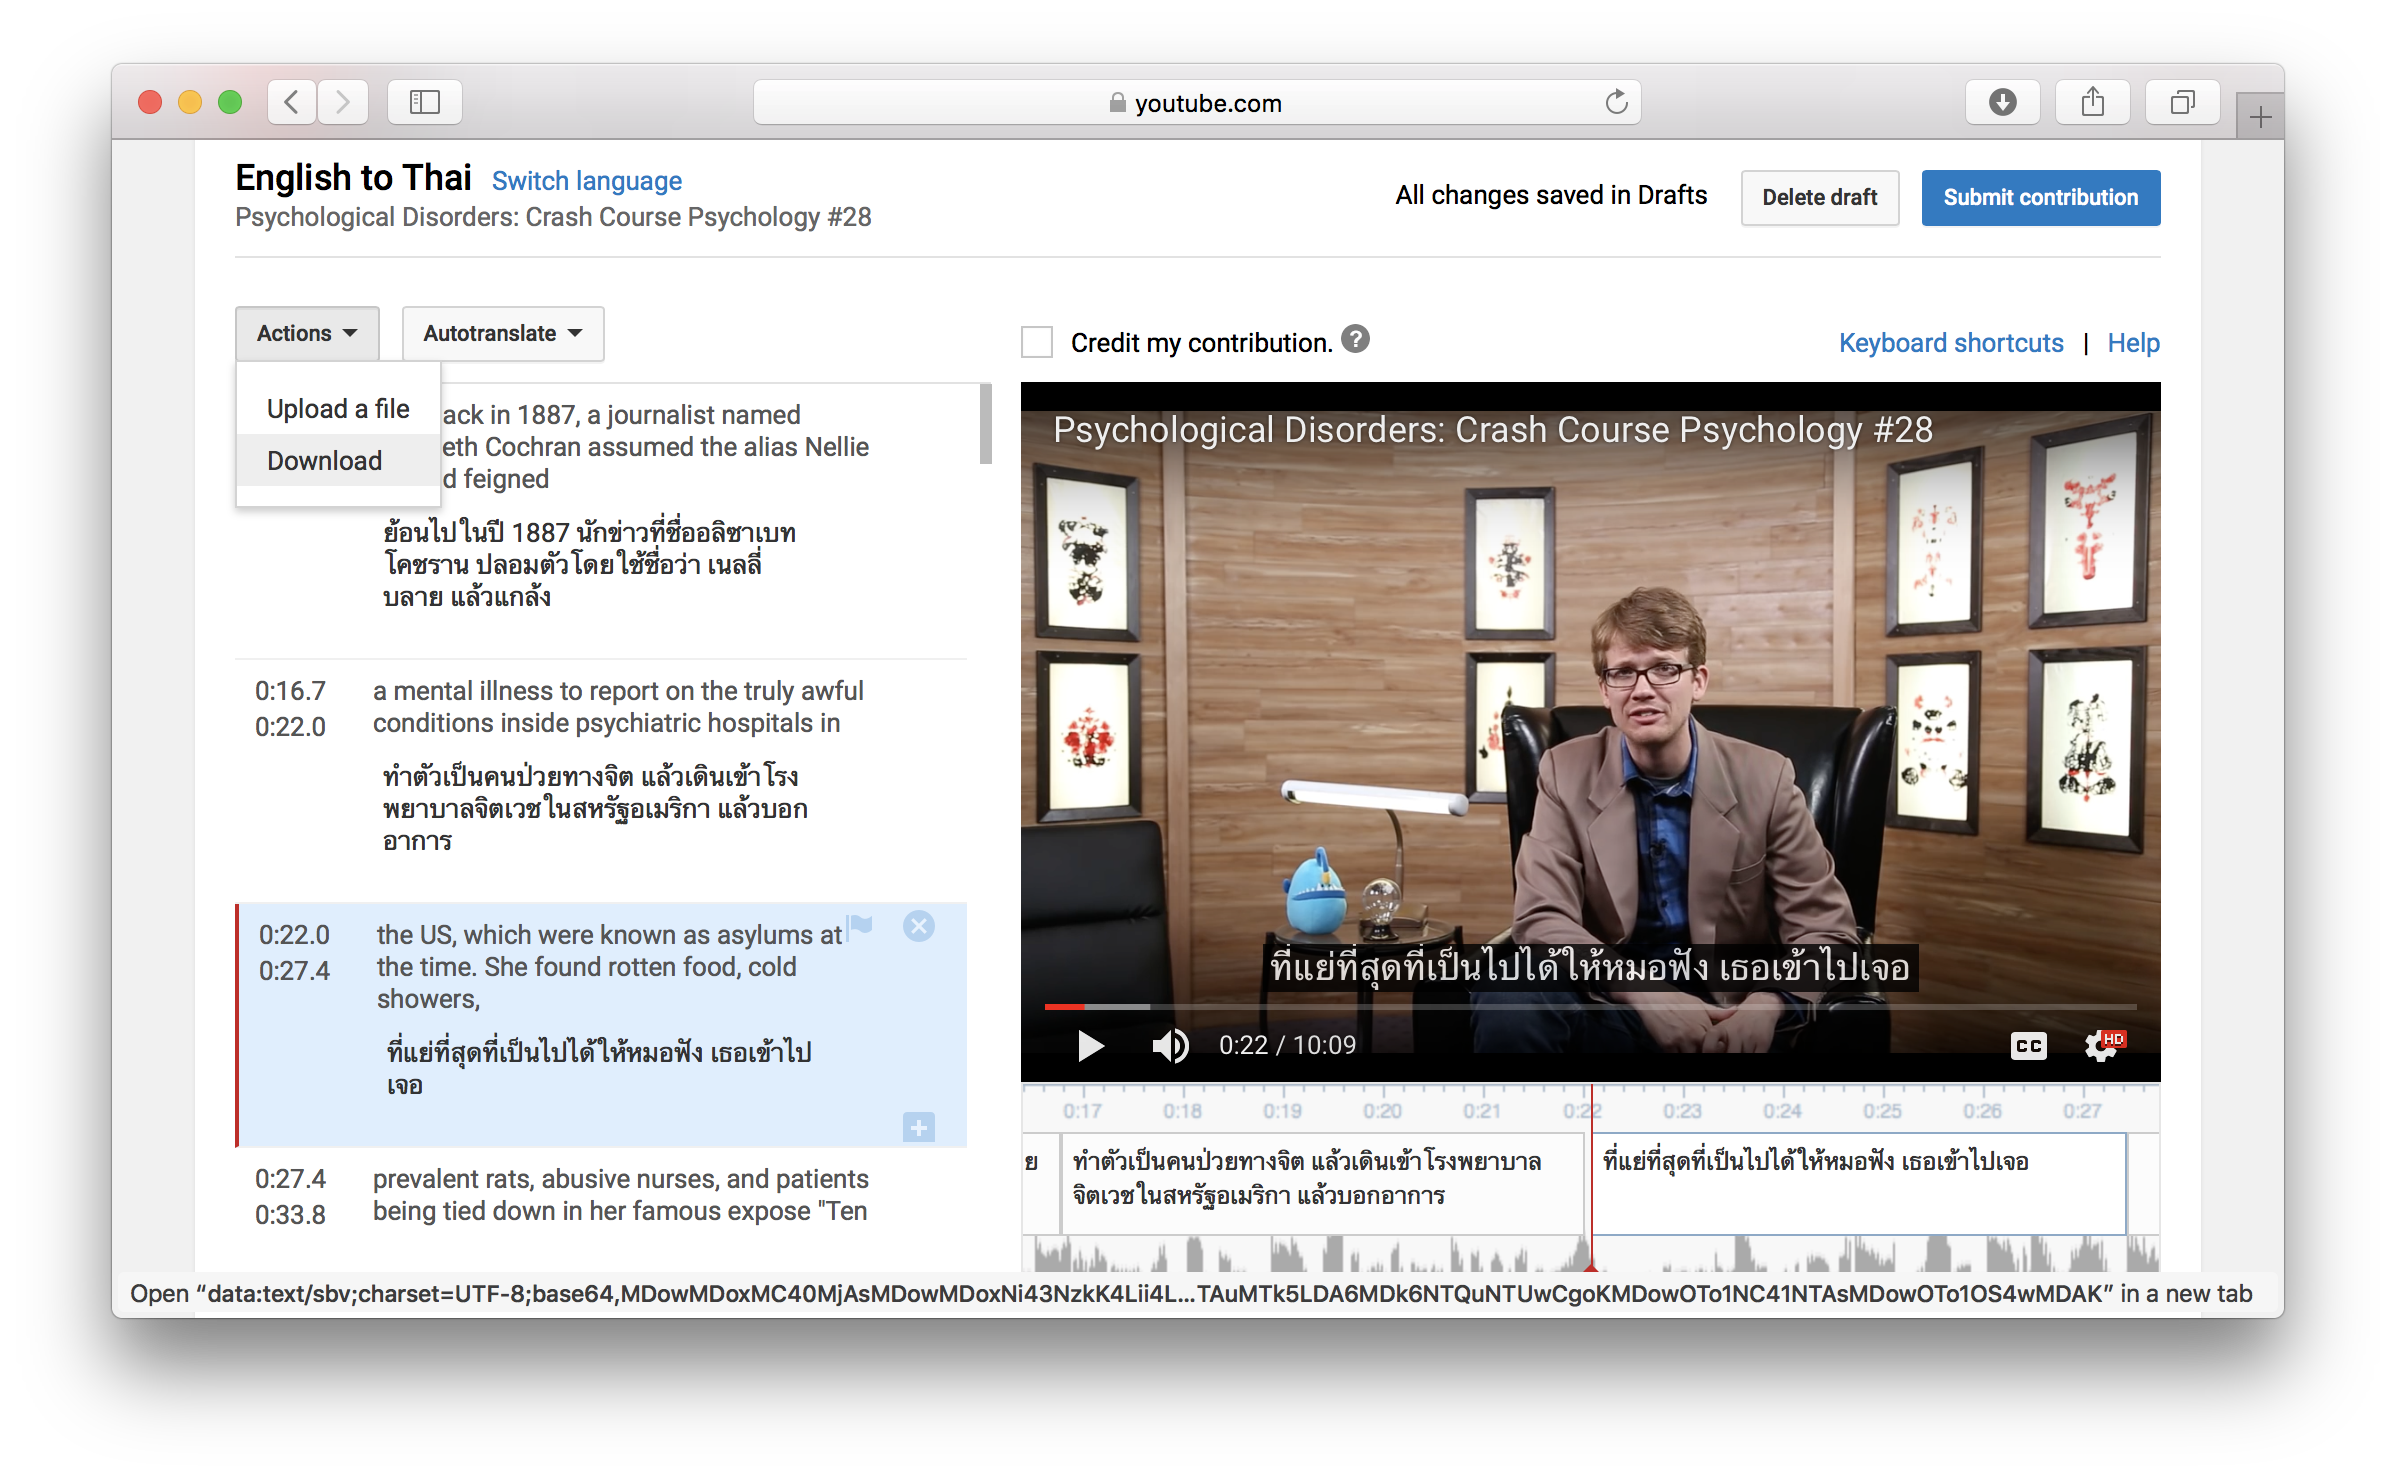 youtube.com
English to Thai Switch language
Psychological Disorders: Crash Course Psychology #28
All changes saved in Drafts
Delete draft
Submit contribution
Actions
Autotranslate
Upload a file
Download
ack in 1887, a journalist named
eth Cochran assumed the alias Nellie
d feigned
ย้อนไปในปี 1887 นักข่าวที่ชื่ออลิซาเบท
โคชราน ปลอมตัวโดยใช้ชื่อว่า เนลลี่
บลาย แล้วแกล้ง
0:16.7
0:22.0
a mental illness to report on the truly awful
conditions inside psychiatric hospitals in
ทำตัวเป็นคนป่วยทางจิต แล้วเดินเข้าโรง
พยาบาลจิตเวชในสหรัฐอเมริกา แล้วบอก
อาการ
0:22.0
0:27.4
the US, which were known as asylums at
the time. She found rotten food, cold
showers,
ที่แย่ที่สุดที่เป็นไปได้ให้หมอฟัง เธอเข้าไป
เจอ
0:27.4
0:33.8
prevalent rats, abusive nurses, and patients
being tied down in her famous expose "Ten
Credit my contribution. ?
Keyboard shortcuts | Help
Psychological Disorders: Crash Course Psychology #28
ที่แย่ที่สุดที่เป็นไปได้ให้หมอฟัง เธอเข้าไปเจอ
0:22 / 10:09
CC
HD
0:17 0:18 0:19 0:20 0:21 0:22 0:23 0:24 0:25 0:26 0:27
ย
ทำตัวเป็นคนป่วยทางจิต แล้วเดินเข้าโรงพยาบาล
จิตเวชในสหรัฐอเมริกา แล้วบอกอาการ
ที่แย่ที่สุดที่เป็นไปได้ให้หมอฟัง เธอเข้าไปเจอ
Open “data:text/sbv;charset=UTF-8;base64,MDowMDoxMC40MjAsMDowMDoxNi43NzkK4Lii4L...TAuMTk5LDA6MDk6NTQuNTUwCgoKMDowOTo1NC41NTAsMDowOTo1OS4wMDAK” in a new tab